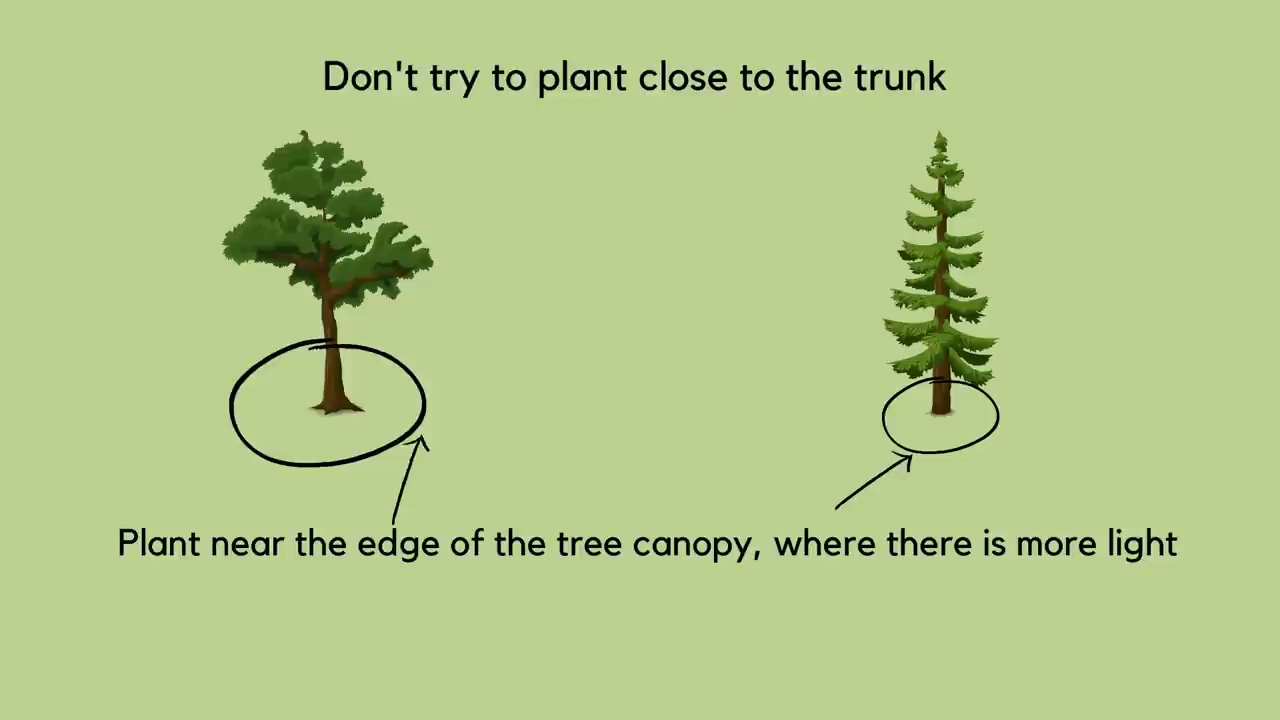 Don't try to plant close to the trunk
Plant near the edge of the tree canopy, where there is more light